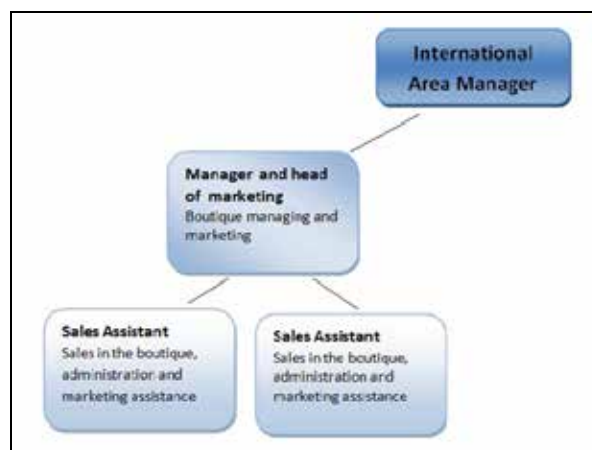 International
Area Manager
Manager and head
of marketing
Boutique managing and
marketing
Sales Assistant
Sales in the boutique,
administration and
marketing assistance
Sales Assistant
Sales in the boutique,
administration and
marketing assistance